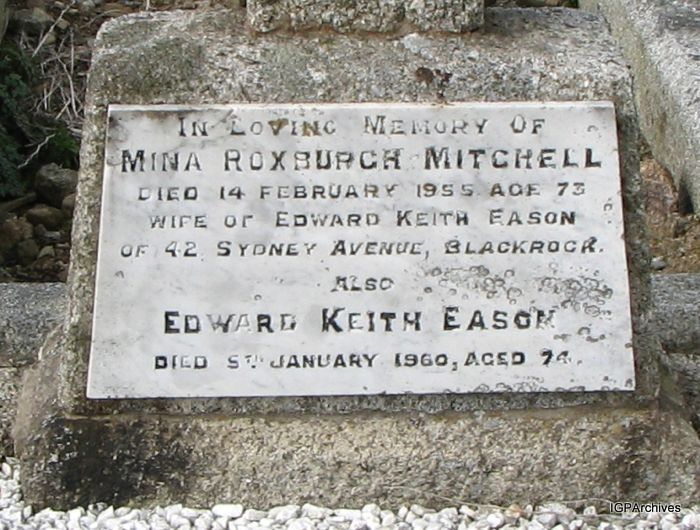 In Loving Memory Of
Mina Roxburgh Mitchell
Died 14 February 1955 Age 73
Wife of Edward Keith Eason
of 42 Sydney Avenue, Blackrock.
Also
Edward Keith Eason
Died 5th January 1960, Aged 74.
IGPArchives